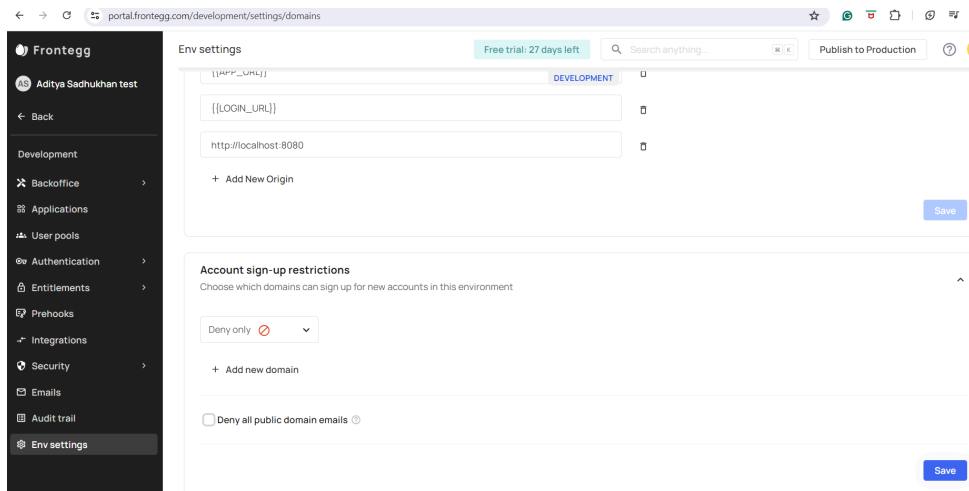 portal.frontegg.com/development/settings/domains
Frontegg
Env settings
Free trial: 27 days left
Search anything...
⌘ K
Publish to Production
AS
Aditya Sadhukhan test
Back
Development
Backoffice
Applications
User pools
Authentication
Entitlements
Prehooks
Integrations
Security
Emails
Audit trail
Env settings
{{APP_URL}}
DEVELOPMENT
{{LOGIN_URL}}
http://localhost:8080
+ Add New Origin
Save
Account sign-up restrictions
Choose which domains can sign up for new accounts in this environment
Deny only
+ Add new domain
Deny all public domain emails
Save